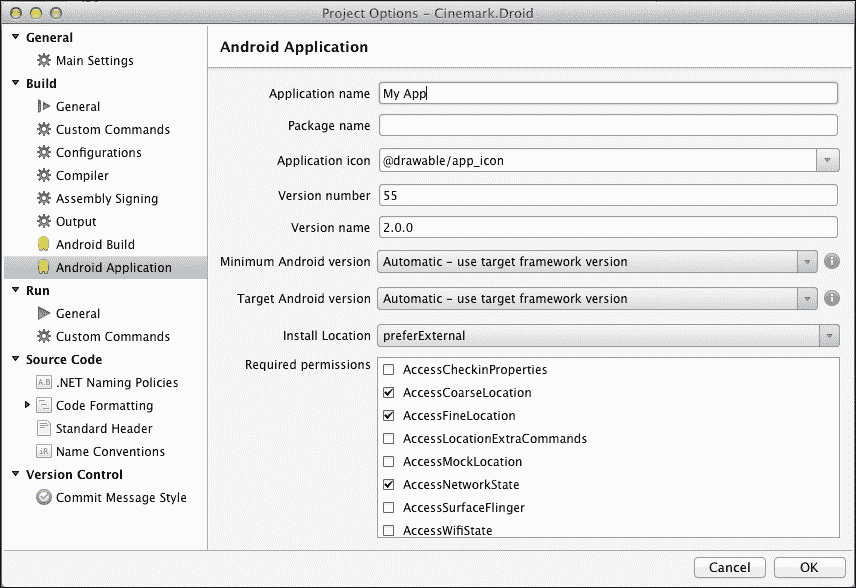 Project Options – Cinemark.Droid
General
Main Settings
Build
General
Custom Commands
Configurations
Compiler
Assembly Signing
Output
Android Build
Android Application
Run
General
Custom Commands
Source Code
A.B .NET Naming Policies
Code Formatting
Standard Header
iR Name Conventions
Version Control
Commit Message Style
Android Application
Application name My App
Package name
Application icon @drawable/app_icon
Version number 55
Version name 2.0.0
Minimum Android version Automatic – use target framework version
Target Android version Automatic – use target framework version
Install Location preferExternal
Required permissions
AccessCheckinProperties
AccessCoarseLocation
AccessFineLocation
AccessLocationExtraCommands
AccessMockLocation
AccessNetworkState
AccessSurfaceFlinger
AccessWifiState
Cancel OK